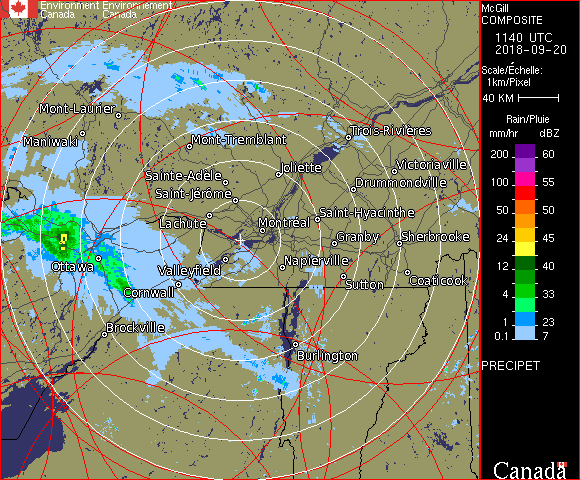 Environment Environnement
Canada Canada
McGill
COMPOSITE
1140 UTC
2018-09-20
Scale/Échelle:
1km/Pixel
40 KM
Rain/Pluie
mm/hr dBZ
200 60
100 55
50 50
24 45
12 40
4 33
1 23
0.1 7
PRECIPET
Canada
Mont-Laurier
Maniwaki
Mont-Tremblant
Trois-Rivières
Joliette
Victoriaville
Sainte-Adèle
Drummondville
Saint-Jérôme
Lachute
Saint-Hyacinthe
Montréal
Granby
Sherbrooke
Ottawa
Valleyfield
Napierville
Cornwall
Sutton
Coaticook
Brockville
Burlington